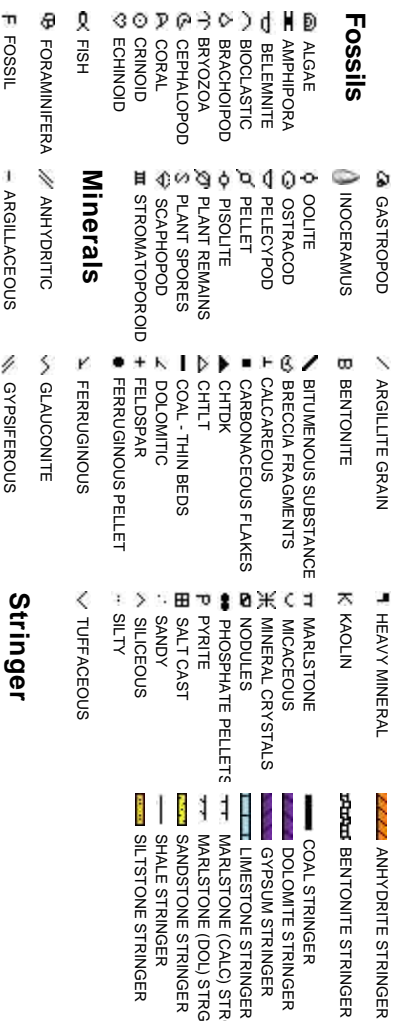 Fossils
ALGAE
AMPHIPORA
BELEMNITE
BIOCLASTIC
BRACHIOPOD
BRYOZOA
CEPHALOPOD
CORAL
CRINOID
ECHINOID
FISH
FORAMINIFERA
F FOSSIL
GASTROPOD
INOCERAMUS
OOLITE
OSTRACOD
PELECYPOD
PELLET
PISOLITE
PLANT REMAINS
S PLANT SPORES
SCAPHOPOD
STROMATOPOROID
Minerals
ANHYDRITIC
ARGILLACEOUS
ARGILLITE GRAIN
B BENTONITE
BITUMENOUS SUBSTANCE
BRECCIA FRAGMENTS
CALCAREOUS
CARBONACEOUS FLAKES
CHTDK
CHTLT
COAL - THIN BEDS
DOLOMITIC
FELDSPAR
FERRUGINOUS PELLET
FERRUGINOUS
GLAUCONITE
GYPSIFEROUS
HEAVY MINERAL
K KAOLIN
MARLSTONE
MICACEOUS
MINERAL CRYSTALS
NODULES
PHOSPHATE PELLETS
P PYRITE
SALT CAST
SANDY
SILICEOUS
SILTY
TUFFACEOUS
Stringer
ANHYDRITE STRINGER
BENTONITE STRINGER
COAL STRINGER
DOLOMITE STRINGER
GYPSUM STRINGER
LIMESTONE STRINGER
MARLSTONE (CALC) STR
MARLSTONE (DOL) STRG
SANDSTONE STRINGER
SHALE STRINGER
SILTSTONE STRINGER